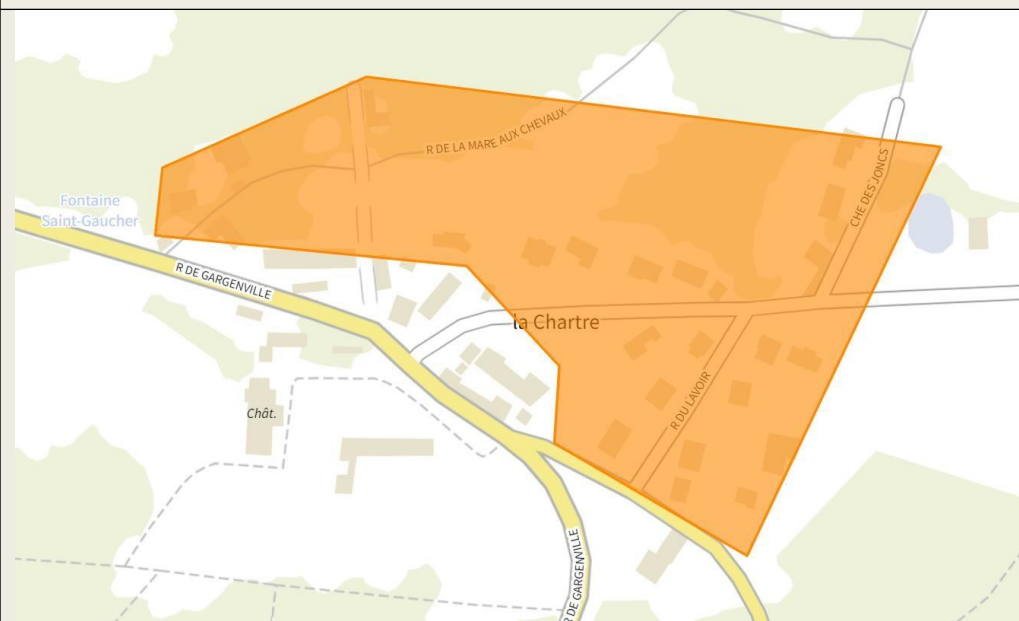 R DE LA MARE AUX CHEVAUX
CHE DES JONCS
Fontaine
Saint-Gaucher
R DE GARGENVILLE
la Chartre
R DU LAVOIR
Chât.
R DE GARGENVILLE